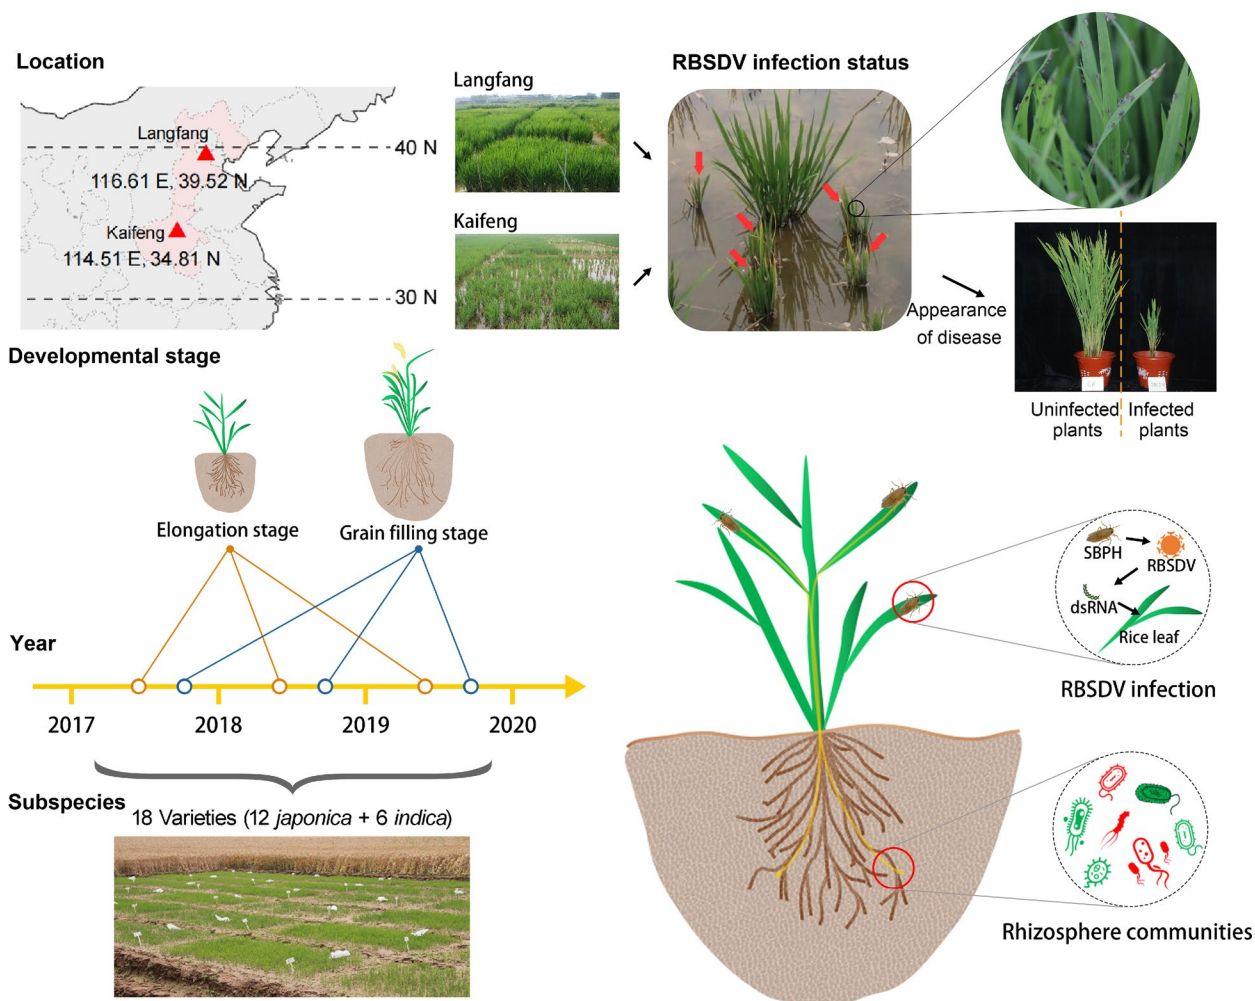 Location
Langfang
116.61 E, 39.52 N
Kaifeng
114.51 E, 34.81 N
40 N
30 N
Langfang
Kaifeng
RBSDV infection status
Appearance
of disease
Uninfected
plants
Infected
plants
Developmental stage
Elongation stage
Grain filling stage
Year
2017
2018
2019
2020
Subspecies
18 Varieties (12 japonica + 6 indica)
SBPH
RBSDV
dsRNA
Rice leaf
RBSDV infection
Rhizosphere communities